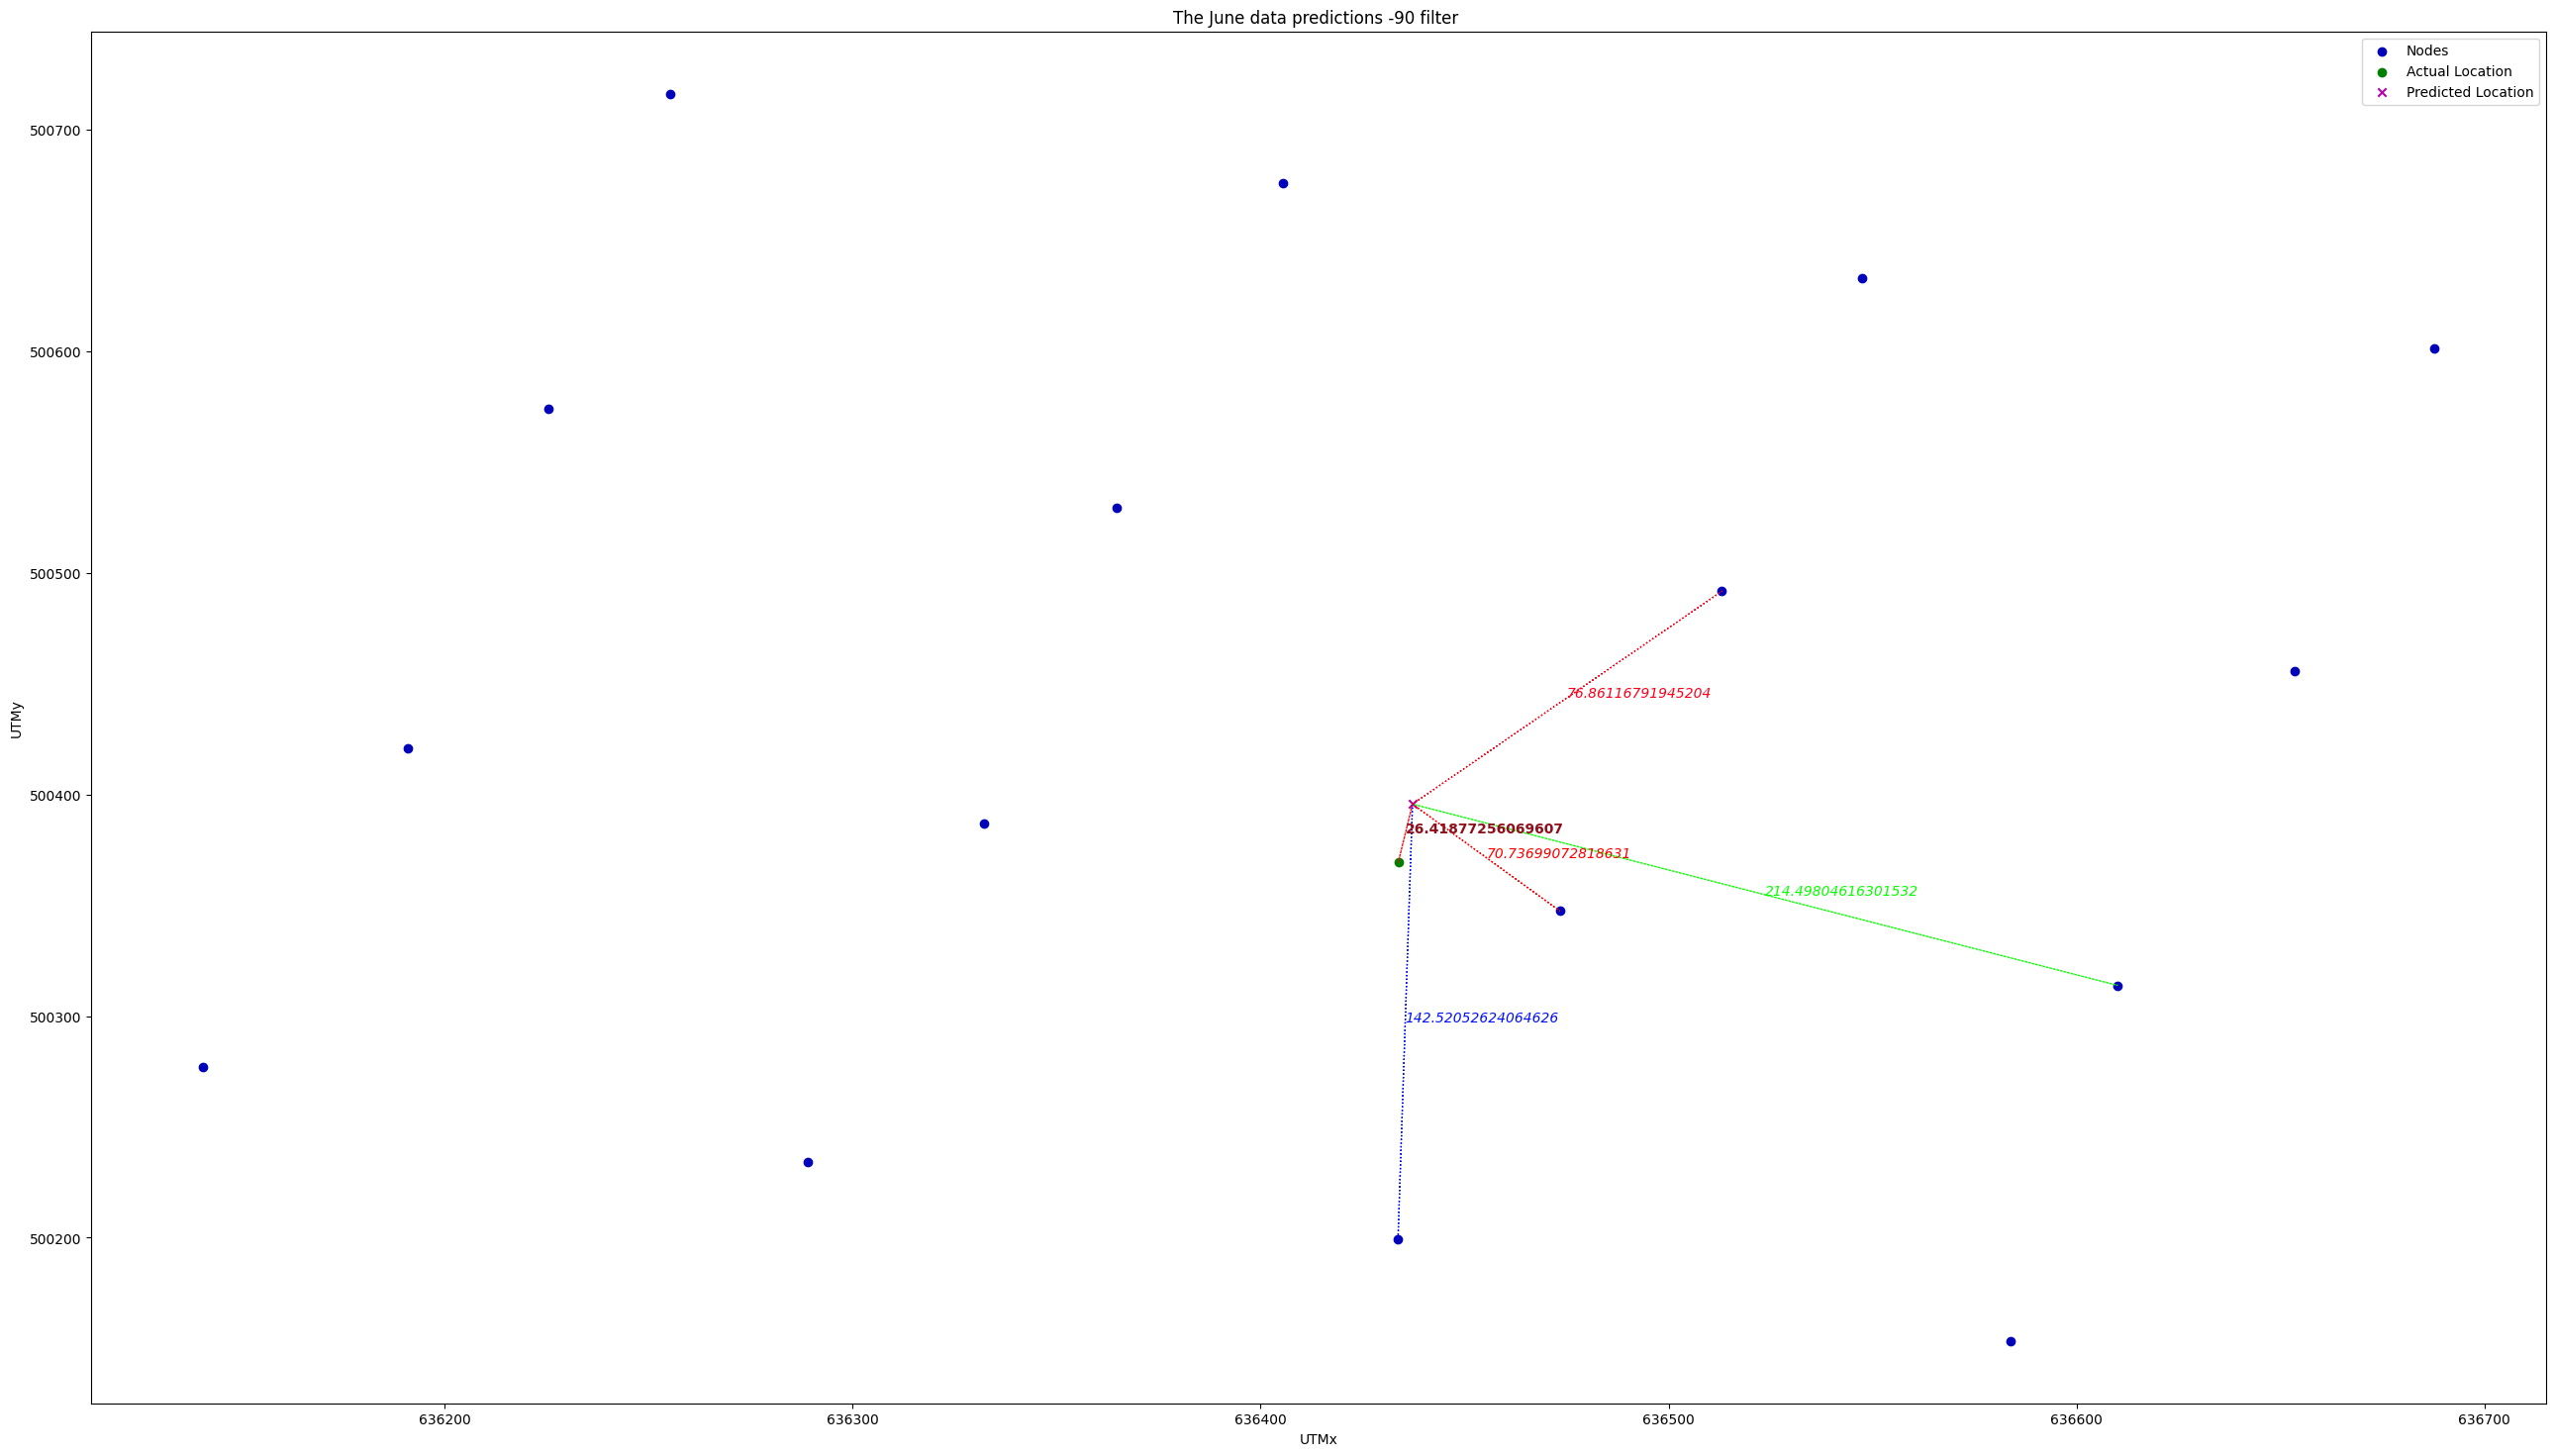 The June data predictions -90 filter
Nodes
Actual Location
Predicted Location
500700
500600
500500
500400
500300
500200
UTMy
76.86116791945204
26.41877256069607
70.73699072818631
214.49804616301532
142.52052624064626
636200
636300
636400
636500
636600
636700
UTMx